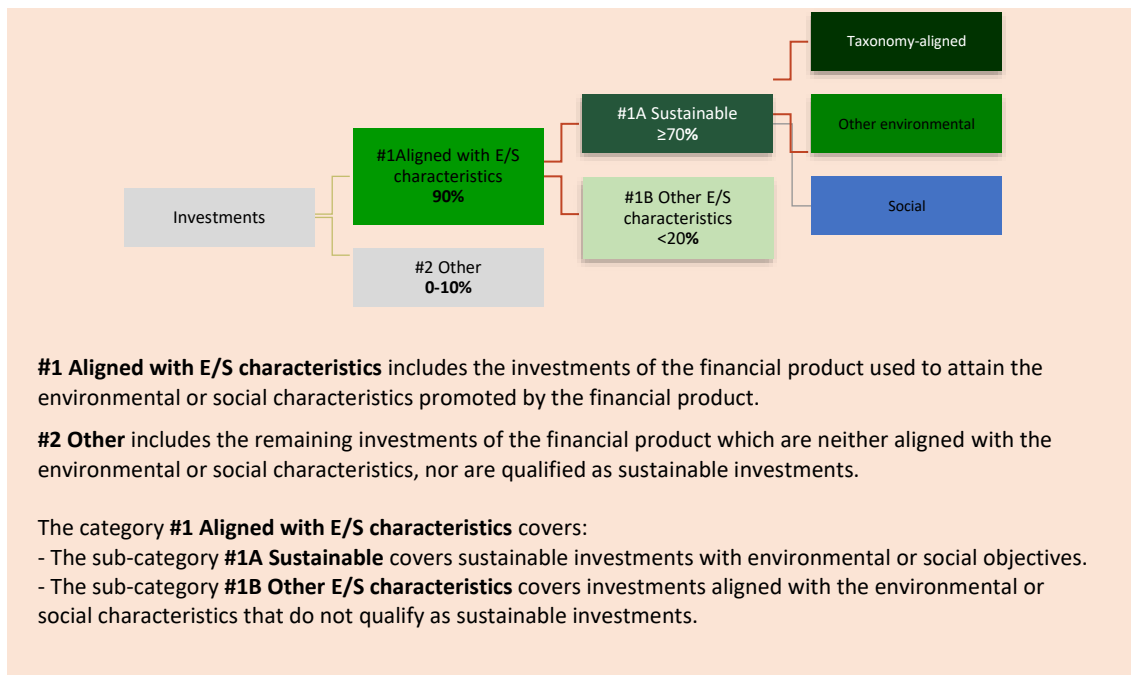 Investments
#1Aligned with E/S
characteristics
90%
#2 Other
0-10%
#1A Sustainable
≥70%
#1B Other E/S
characteristics
<20%
Taxonomy-aligned
Other environmental
Social
#1 Aligned with E/S characteristics includes the investments of the financial product used to attain the
environmental or social characteristics promoted by the financial product.
#2 Other includes the remaining investments of the financial product which are neither aligned with the
environmental or social characteristics, nor are qualified as sustainable investments.
The category #1 Aligned with E/S characteristics covers:
- The sub-category #1A Sustainable covers sustainable investments with environmental or social objectives.
- The sub-category #1B Other E/S characteristics covers investments aligned with the environmental or
social characteristics that do not qualify as sustainable investments.